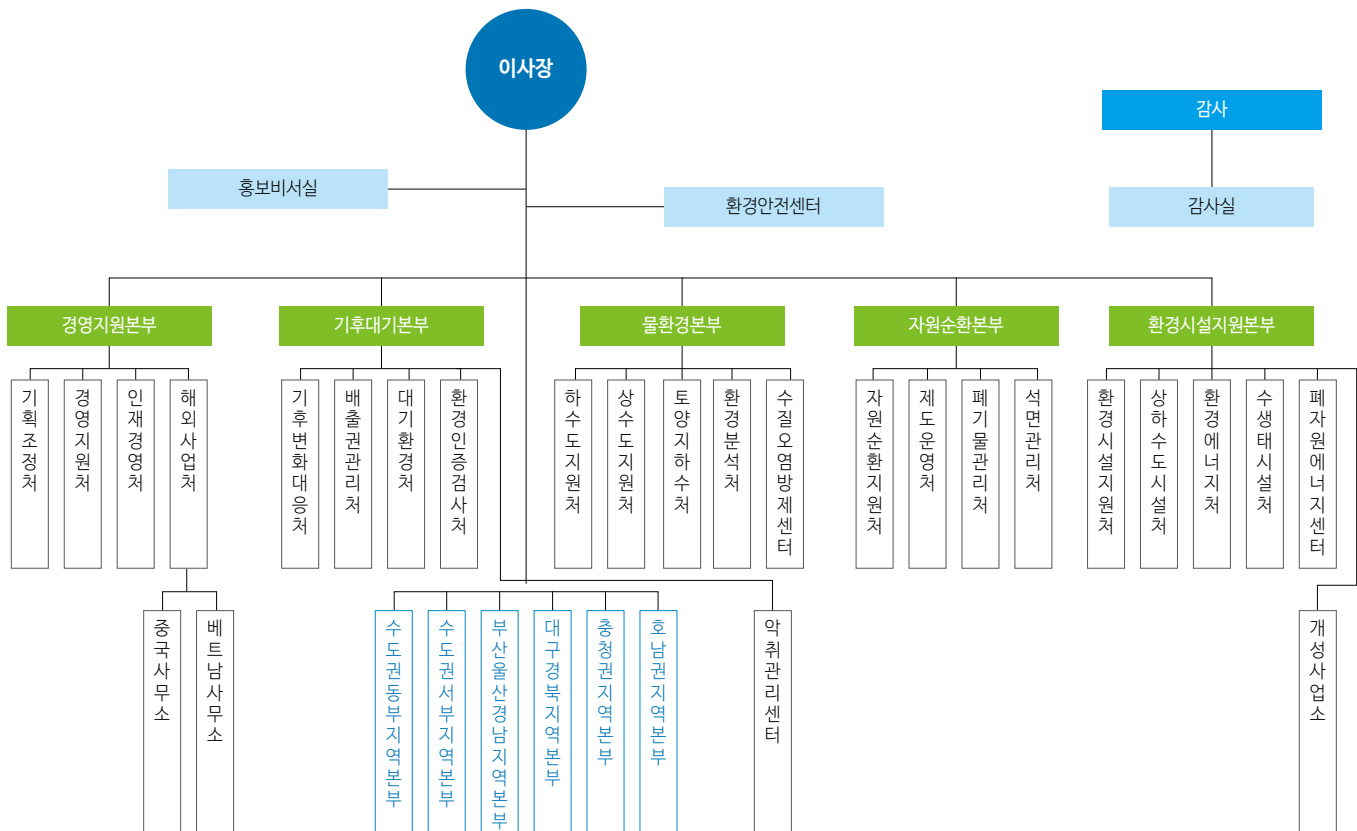 이사장
감사
홍보비서실
환경안전센터
감사실
경영지원본부
기후대기본부
물환경본부
자원순환본부
환경시설지원본부
기획조정처
경영지원처
인재경영처
해외사업처
기후변화대응처
배출권관리처
대기환경처
환경인증검사처
하수도지원처
상수도지원처
토양지하수처
환경분석처
수질오염방제센터
자원순환지원처
제도운영처
폐기물관리처
석면관리처
환경시설지원처
상하수도시설처
환경에너지처
수생태시설처
폐자원에너지센터
중국사무소
베트남사무소
수도권동부지역본부
수도권서부지역본부
부산울산경남지역본부
대구경북지역본부
충청권지역본부
호남권지역본부
악취관리센터
개성사업소